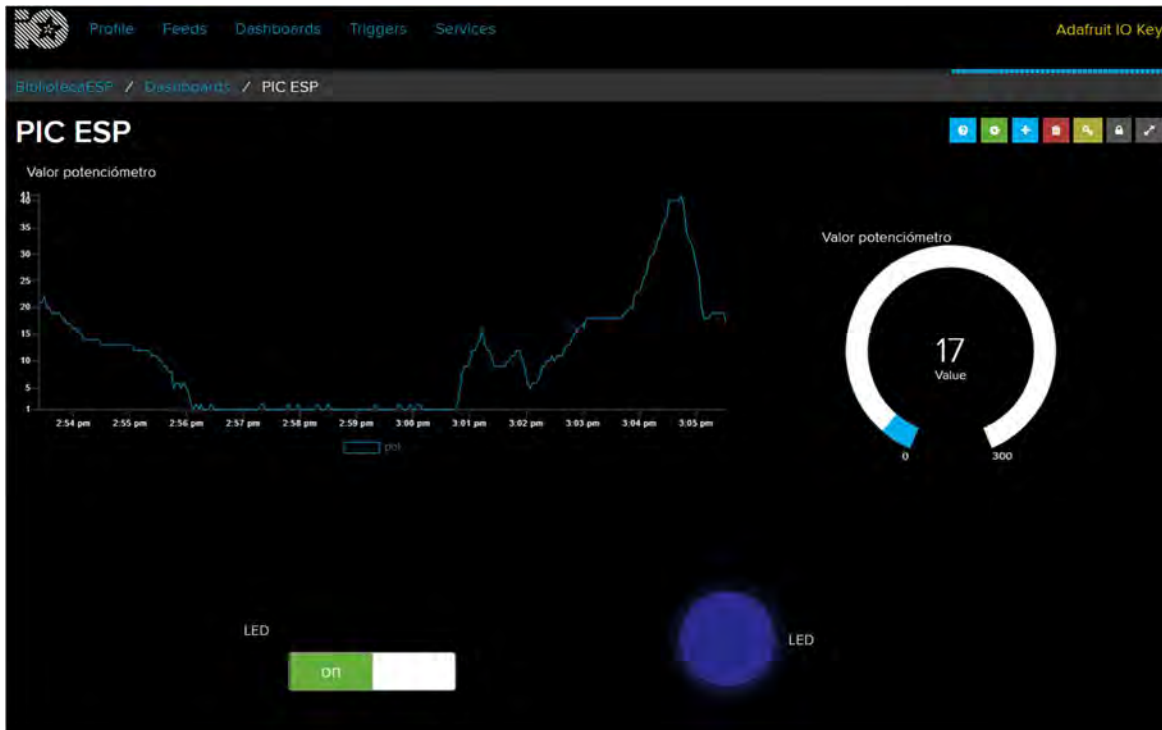 Profile Feeds Dashboards Triggers Services Adafruit IO Key
BibliotecaESP / Dashboards / PIC ESP
PIC ESP
Valor potenciómetro
41
40
35
30
25
20
15
10
5
1
2:54 pm 2:55 pm 2:56 pm 2:57 pm 2:58 pm 2:59 pm 3:00 pm 3:01 pm 3:02 pm 3:03 pm 3:04 pm 3:05 pm
pot
Valor potenciómetro
17
Value
0 300
LED
on
LED